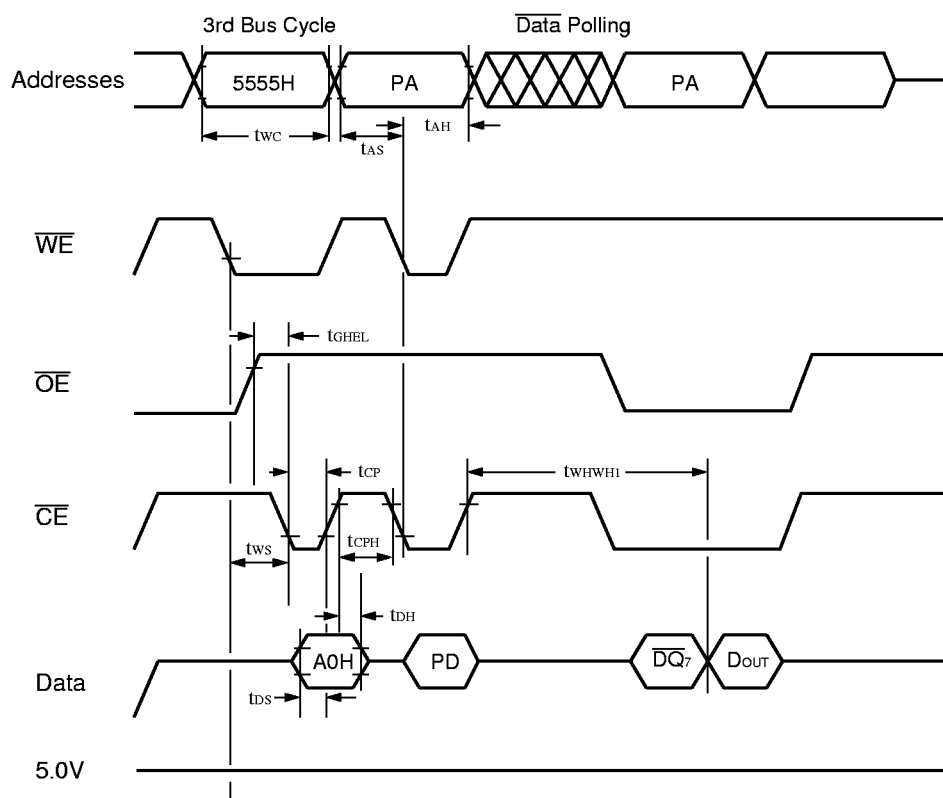 3rd Bus Cycle
Data Polling
Addresses
5555H
PA
PA
tWC
tAS
tAH
WE
tGHEL
OE
tCP
tWHWH1
CE
tWS
tCPH
tDH
Data
A0H
PD
DQ7
DOUT
tDS
5.0V